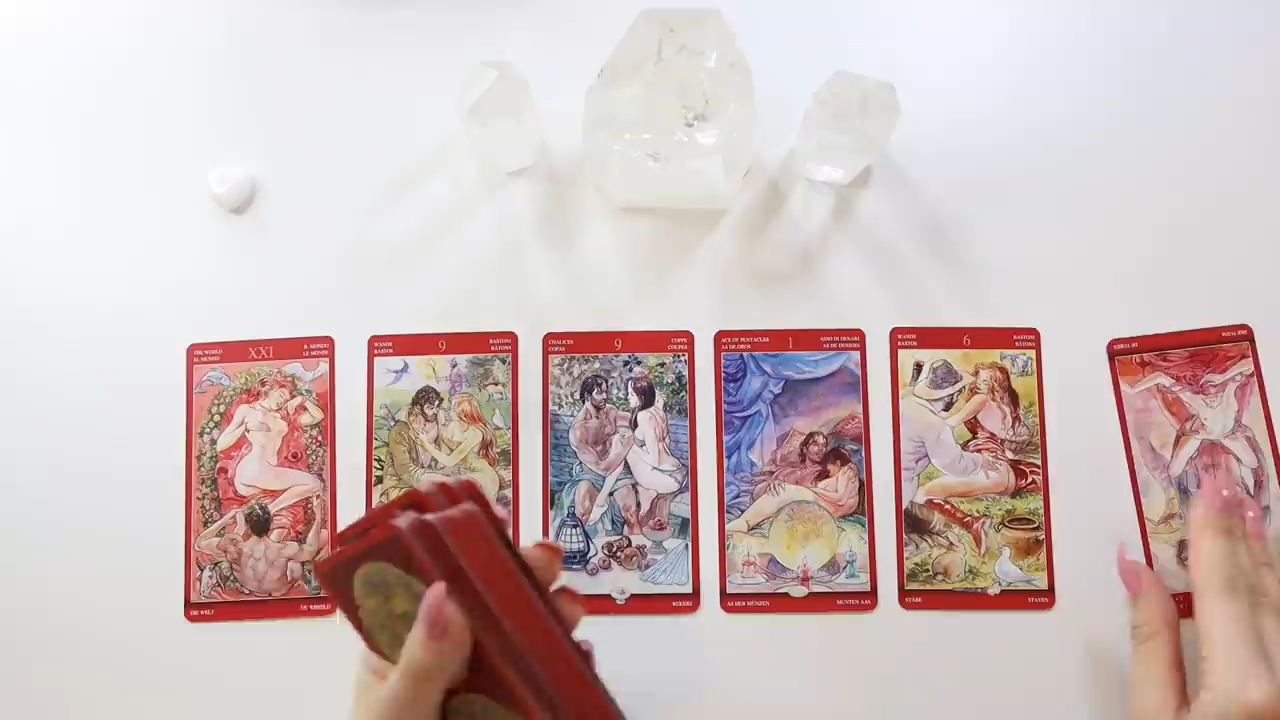 THE WORLD
EL MUNDO
XXI
IL MONDO
LE MONDE
DIE WELT
WANDS
BASTOS
9
BASTONI
BÂTONS
CHALICES
COPAS
9
COPPE
COUPES
KELKEN
ACE OF PENTACLES
AS DE OROS
1
ASSO DI DENARI
AS DE DENIERS
AS DER MÜNZEN
MUNTEN AAS
WANDS
BASTOS
6
BASTONI
BÂTONS
STÄBE
STAVEN